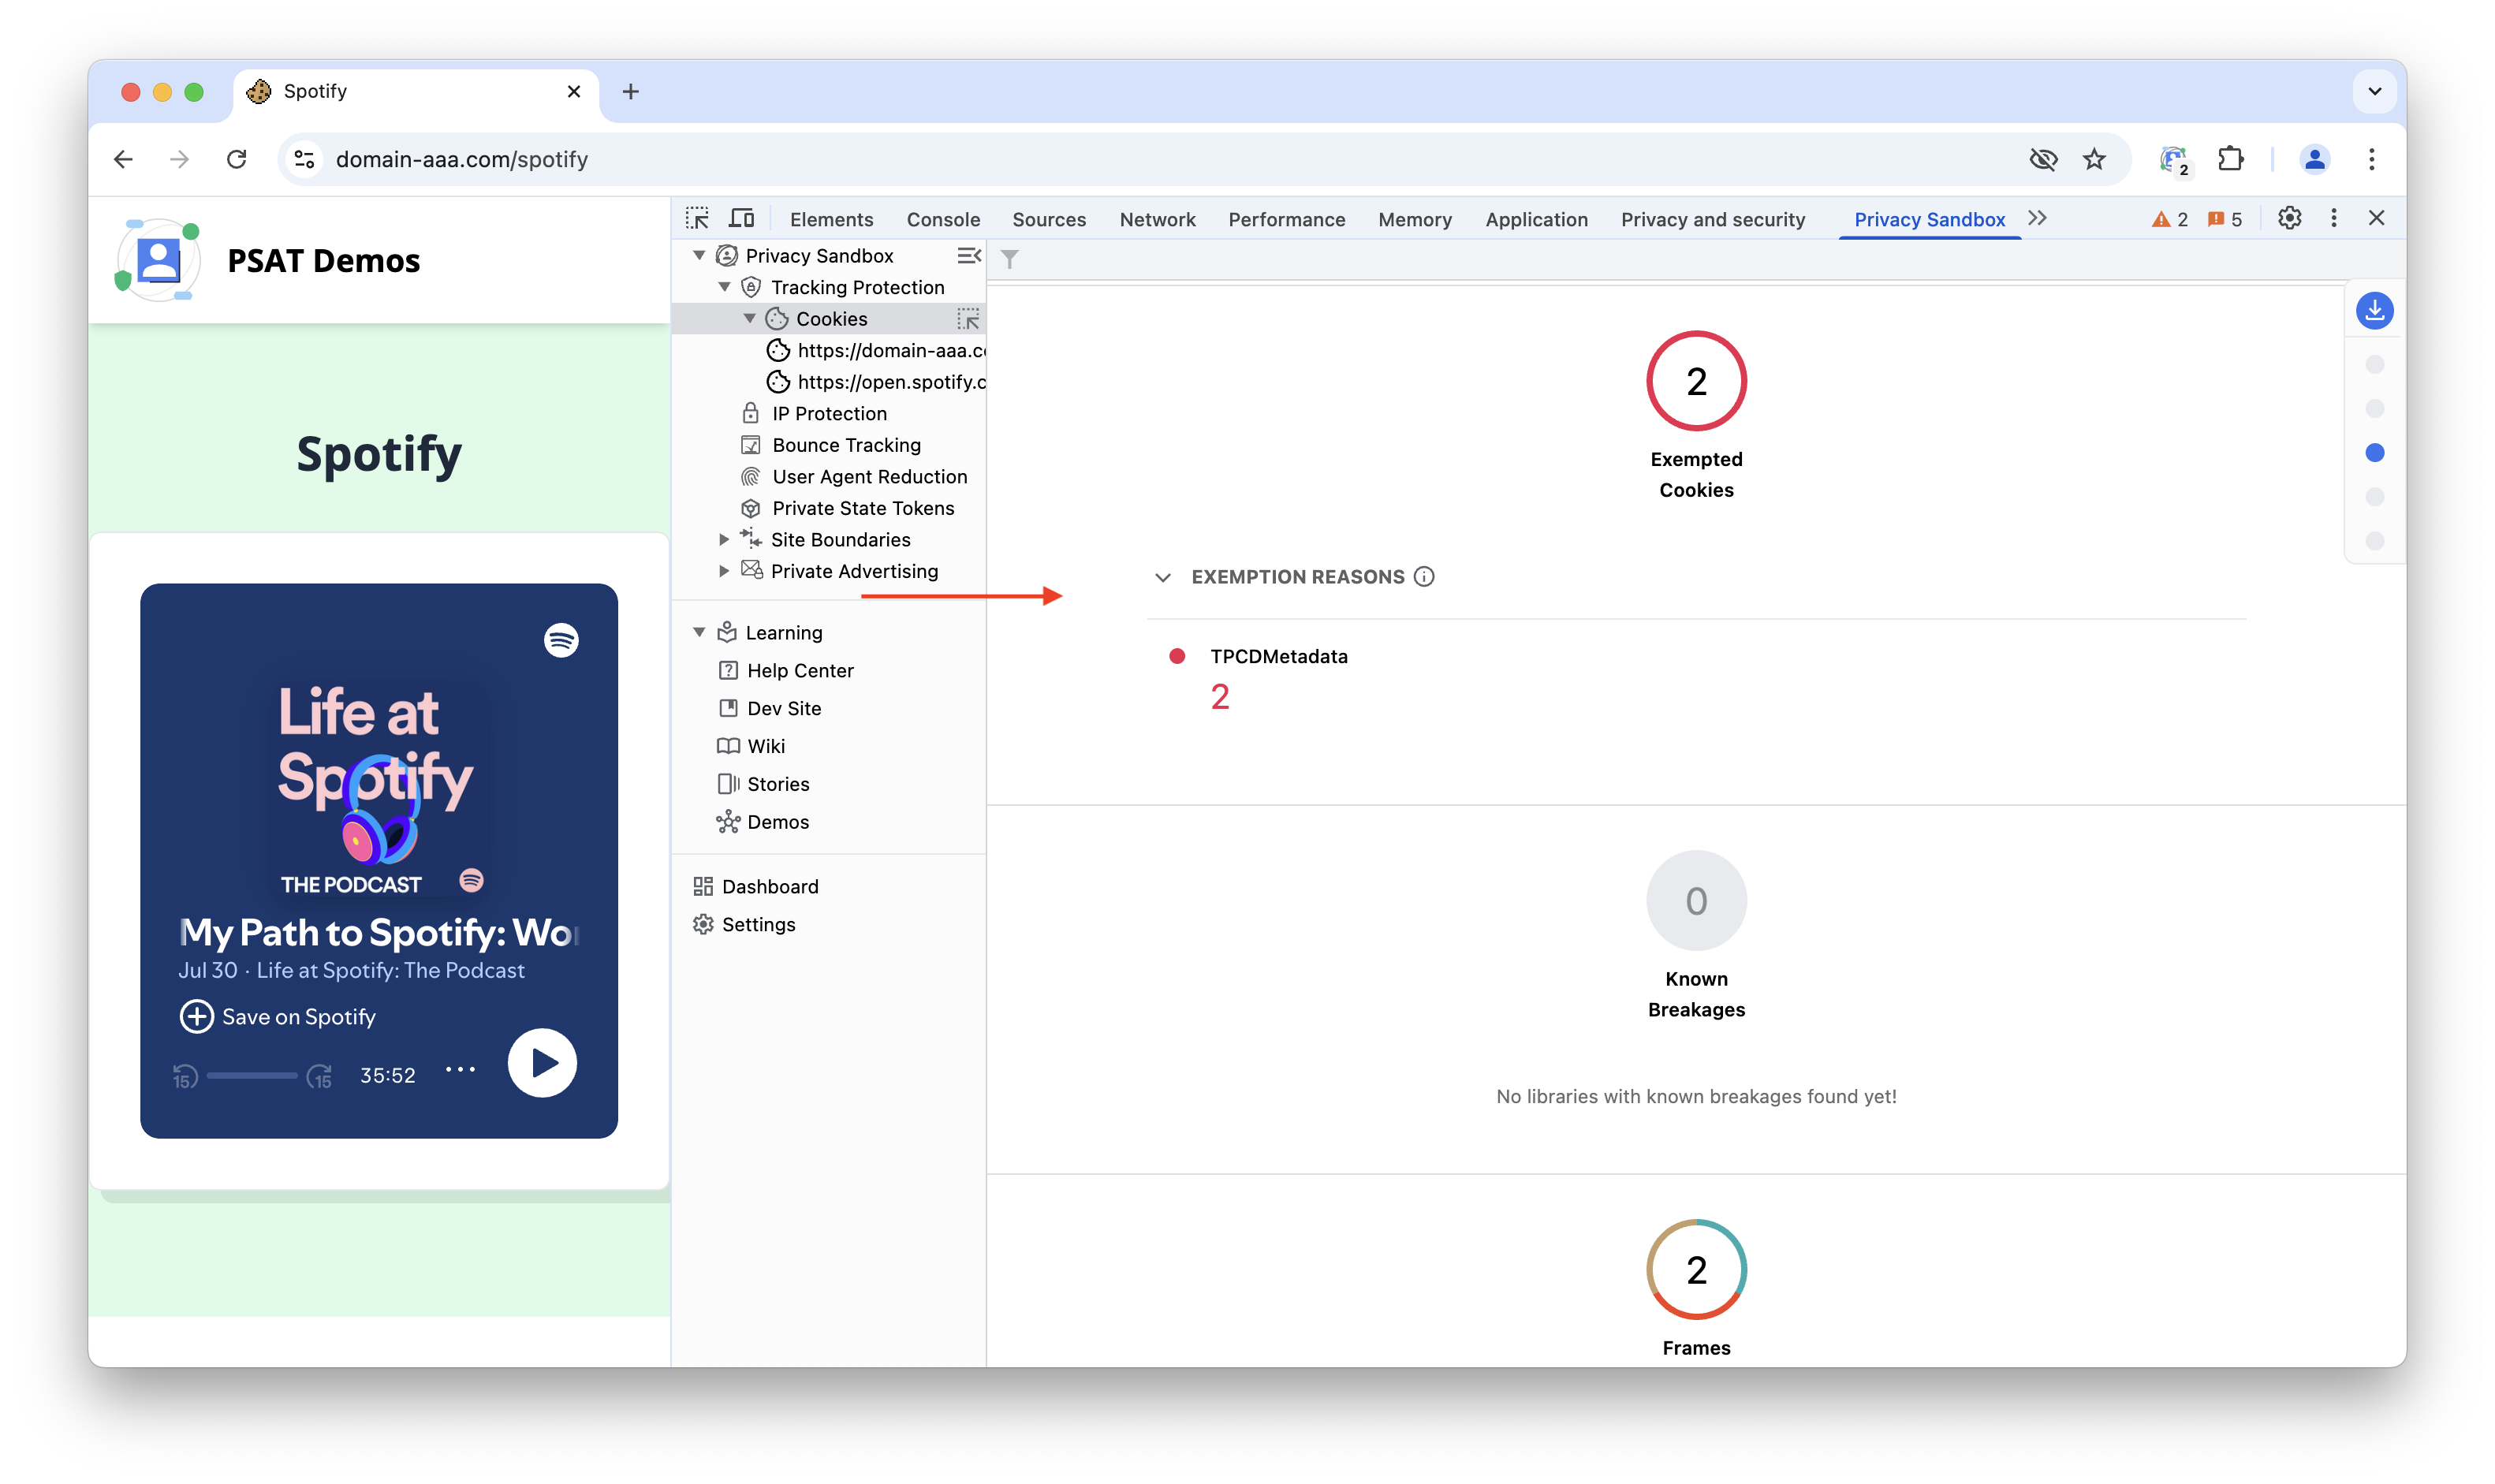 Spotify
domain-aaa.com/spotify
2
PSAT Demos
Spotify
Life at
Spotify
THE PODCAST
My Path to Spotify: Wo
Jul 30 · Life at Spotify: The Podcast
Save on Spotify
15
15
35:52
Elements
Console
Sources
Network
Performance
Memory
Application
Privacy and security
Privacy Sandbox
2
5
Privacy Sandbox
Tracking Protection
Cookies
https://domain-aaa.c
https://open.spotify.c
IP Protection
Bounce Tracking
User Agent Reduction
Private State Tokens
Site Boundaries
Private Advertising
Learning
Help Center
Dev Site
Wiki
Stories
Demos
Dashboard
Settings
2
Exempted
Cookies
EXEMPTION REASONS
TPCDMetadata
2
0
Known
Breakages
No libraries with known breakages found yet!
2
Frames